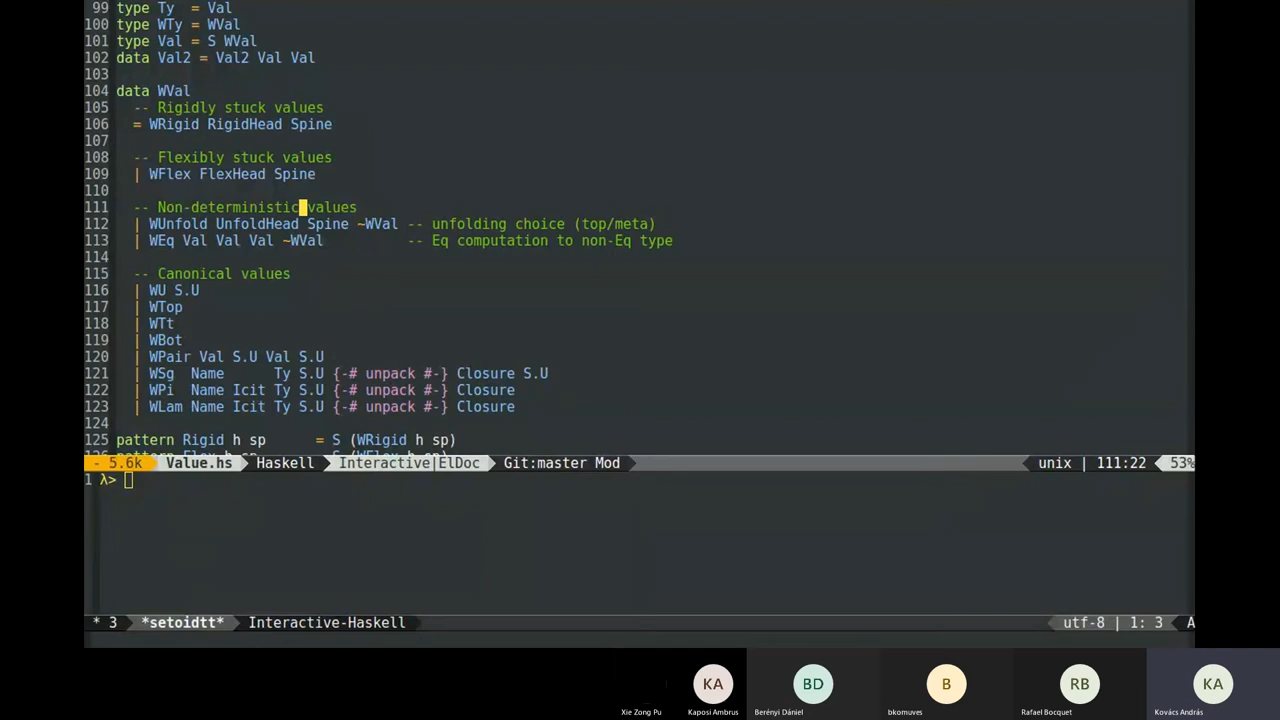 99 type Ty  = Val
100 type WTy = WVal
101 type Val = S WVal
102 data Val2 = Val2 Val Val
103
104 data WVal
105   -- Rigidly stuck values
106   = WRigid RigidHead Spine
107
108   -- Flexibly stuck values
109   | WFlex FlexHead Spine
110
111   -- Non-deterministic values
112   | WUnfold UnfoldHead Spine ~WVal -- unfolding choice (top/meta)
113   | WEq Val Val Val ~WVal          -- Eq computation to non-Eq type
114
115   -- Canonical values
116   | WU S.U
117   | WTop
118   | WTt
119   | WBot
120   | WPair Val S.U Val S.U
121   | WSg  Name      Ty S.U {-# unpack #-} Closure S.U
122   | WPi  Name Icit Ty S.U {-# unpack #-} Closure
123   | WLam Name Icit Ty S.U {-# unpack #-} Closure
124
125 pattern Rigid h sp      = S (WRigid h sp)
126 pattern Flex h sp       = S (WFlex h sp)
- 5.6k Value.hs Haskell Interactive|ElDoc Git:master Mod unix | 111:22 53%
1 λ>
* 3 *setoidtt* Interactive-Haskell utf-8 | 1: 3 A
KA BD B RB KA
Xie Zong Pu Kaposi Ambrus Berényi Dániel bkomuves Rafael Bocquet Kovács András